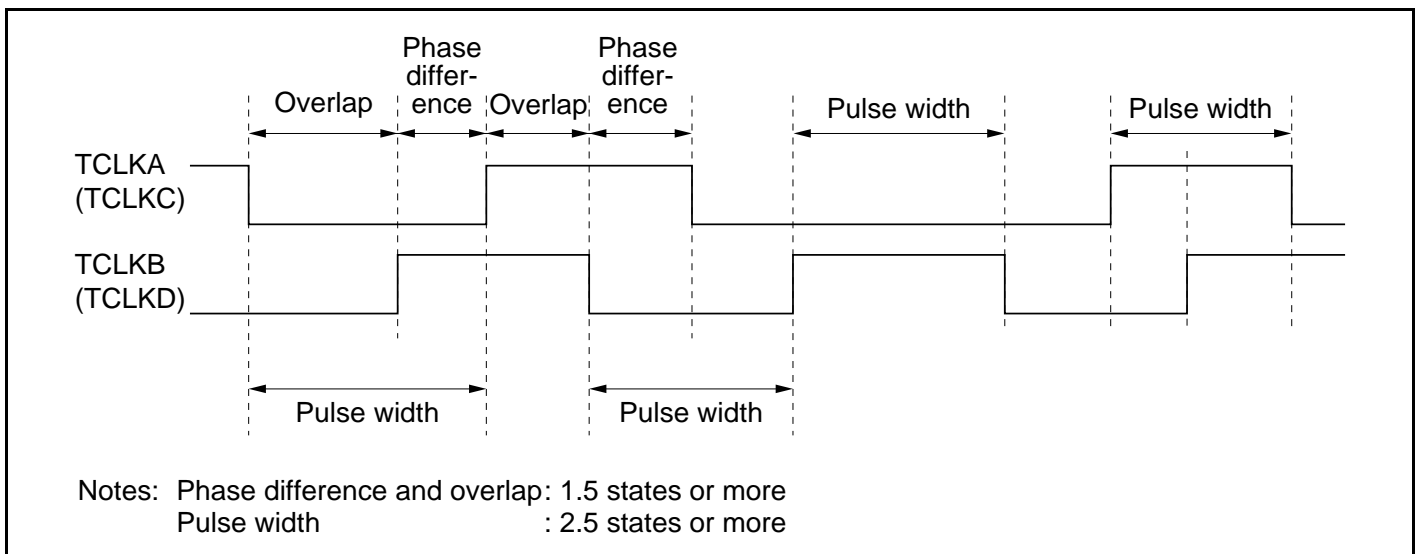 Phase
differ-
ence
Phase
differ-
ence
Overlap
Overlap
Pulse width
Pulse width
TCLKA
(TCLKC)
TCLKB
(TCLKD)
Pulse width
Pulse width
Notes: Phase difference and overlap: 1.5 states or more
Pulse width : 2.5 states or more